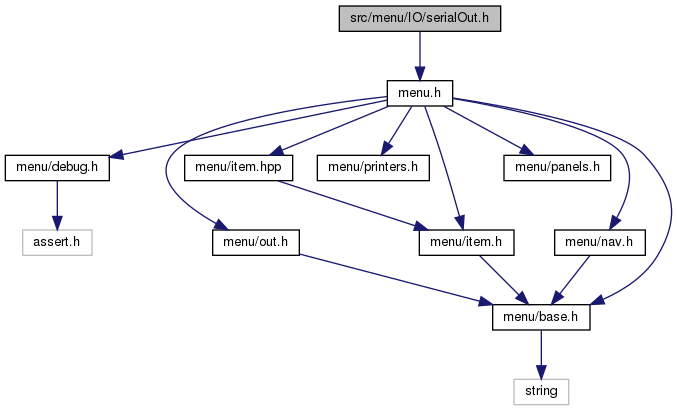 src/menu/IO/serialOut.h
menu.h
menu/debug.h
menu/item.hpp
menu/printers.h
menu/panels.h
assert.h
menu/out.h
menu/item.h
menu/nav.h
menu/base.h
string